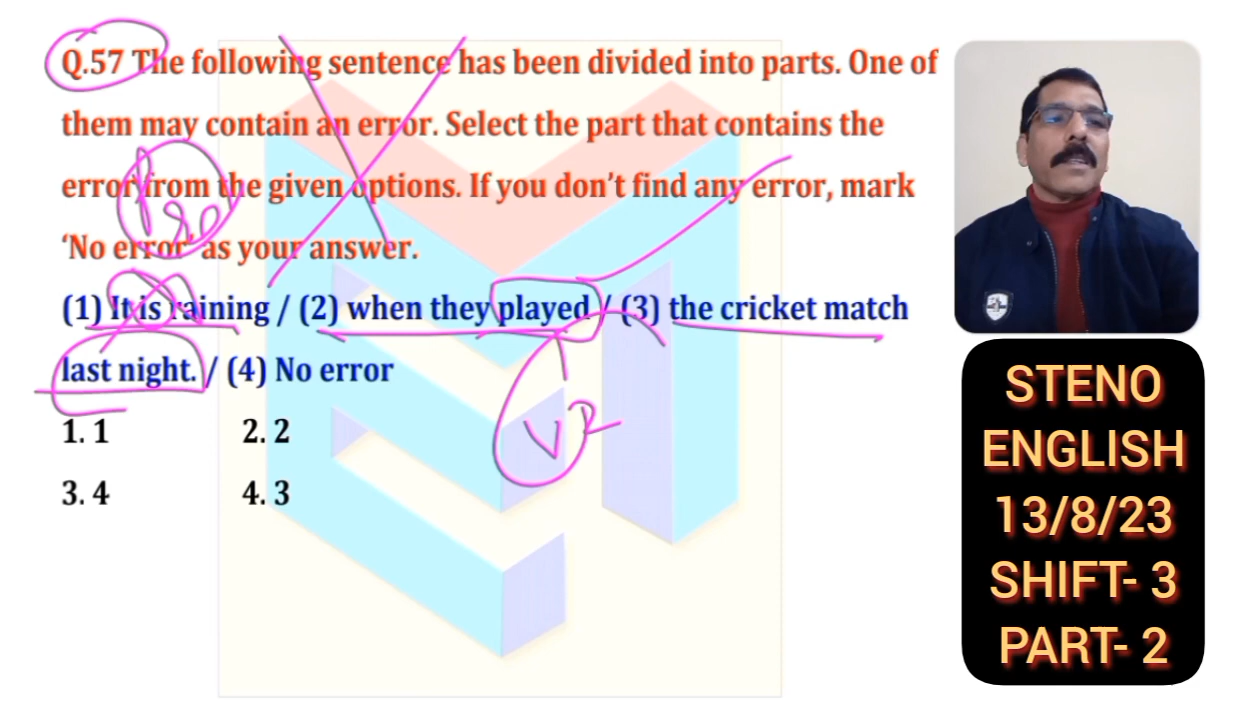 Q.57 The following sentence has been divided into parts. One of
them may contain an error. Select the part that contains the
error from the given options. If you don't find any error, mark
'No error' as your answer.
(1) It is raining / (2) when they played / (3) the cricket match
last night. / (4) No error
1. 1 2. 2
3. 4 4. 3
V2
STENO
ENGLISH
13/8/23
SHIFT- 3
PART- 2